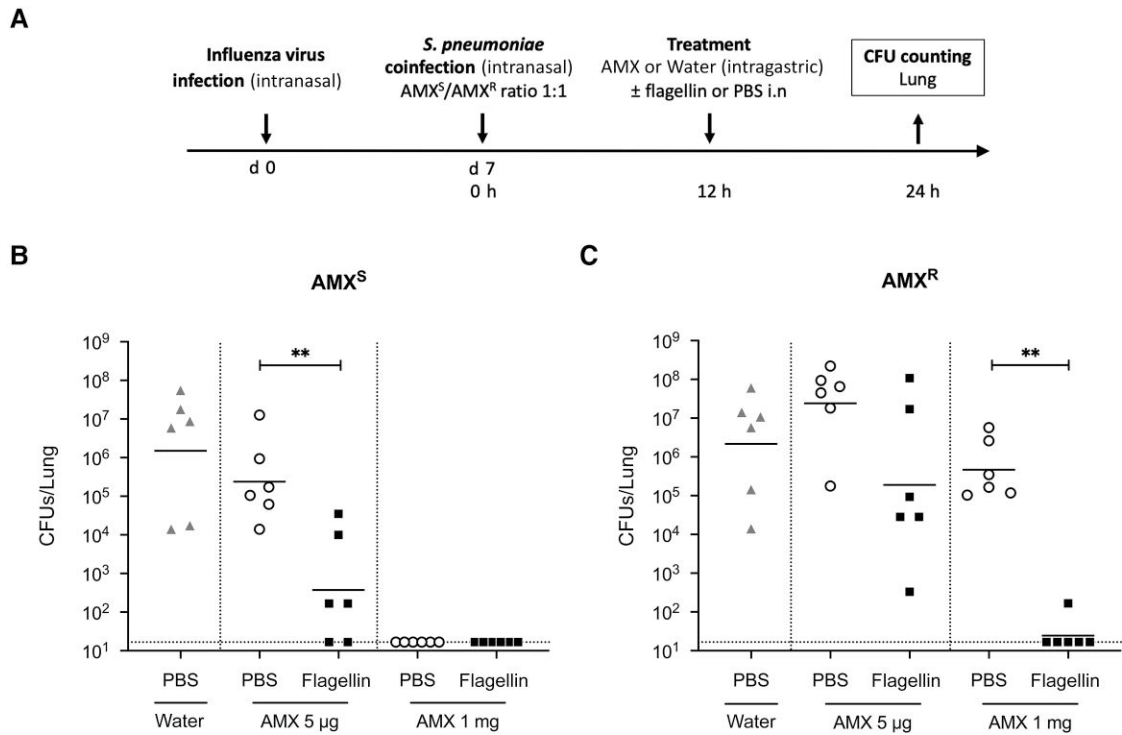 A
Influenza virus
infection (intranasal)
S. pneumoniae
coinfection (intranasal)
AMXˢ/AMXᴿ ratio 1:1
Treatment
AMX or Water (intragastric)
± flagellin or PBS i.n
CFU counting
Lung
d 0
d 7
0 h
12 h
24 h
B
AMXˢ
CFUs/Lung
10⁹
10⁸
10⁷
10⁶
10⁵
10⁴
10³
10²
10¹
**
PBS PBS Flagellin PBS Flagellin
Water AMX 5 µg AMX 1 mg
C
AMXᴿ
CFUs/Lung
10⁹
10⁸
10⁷
10⁶
10⁵
10⁴
10³
10²
10¹
**
PBS PBS Flagellin PBS Flagellin
Water AMX 5 µg AMX 1 mg